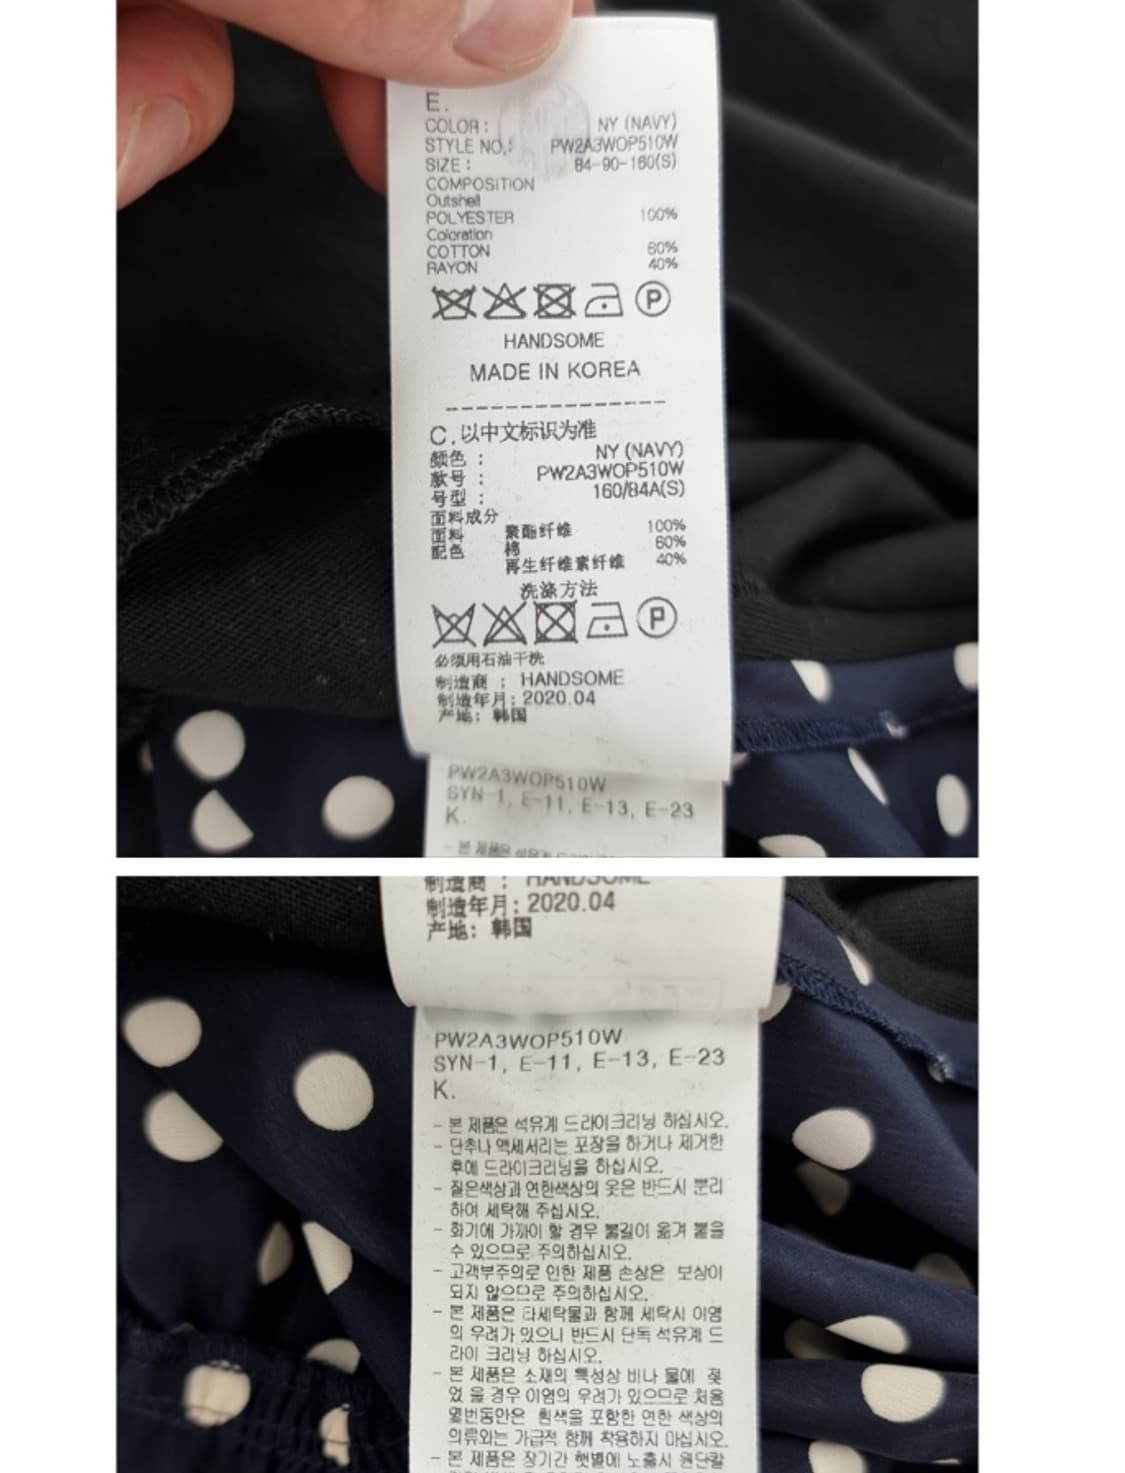 E.
COLOR : NY (NAVY)
STYLE NO.: PW2A3WOP510W
SIZE : 84-90-160(S)
COMPOSITION
Outshell
POLYESTER 100%
Coloration
COTTON 60%
RAYON 40%
P
HANDSOME
MADE IN KOREA
C. 以中文标识为准
颜色 : NY (NAVY)
款号 : PW2A3WOP510W
号型 : 160/84A(S)
面料成分
面料 聚酯纤维 100%
配色 棉 60%
再生纤维素纤维 40%
洗涤方法
P
必须用石油干洗
制造商 : HANDSOME
制造年月: 2020.04
产地: 韩国
PW2A3WOP510W
SYN-1, E-11, E-13, E-23
K.
- 본 제품은 석유계 드라이크리닝
制造商 : HANDSOME
制造年月: 2020.04
产地: 韩国
PW2A3WOP510W
SYN-1, E-11, E-13, E-23
K.
- 본 제품은 석유계 드라이크리닝 하십시오.
- 단추나 액세서리는 포장을 하거나 제거한
후에 드라이크리닝을 하십시오.
- 짙은색상과 연한색상의 옷은 반드시 분리
하여 세탁해 주십시오.
- 화기에 가까이 할 경우 불길이 옮겨 붙을
수 있으므로 주의하십시오.
- 고객부주의로 인한 제품 손상은 보상이
되지 않으므로 주의하십시오.
- 본 제품은 타세탁물과 함께 세탁시 이염
의 우려가 있으니 반드시 단독 석유계 드
라이 크리닝 하십시오.
- 본 제품은 소재의 특성상 비나 물에 젖
었 을 경우 이염의 우려가 있으므로 처음
몇번동안은 흰색을 포함한 연한 색상의
의류와는 가급적 함께 착용하지 마십시오.
- 본 제품은 장기간 햇볕에 노출시 원단칼